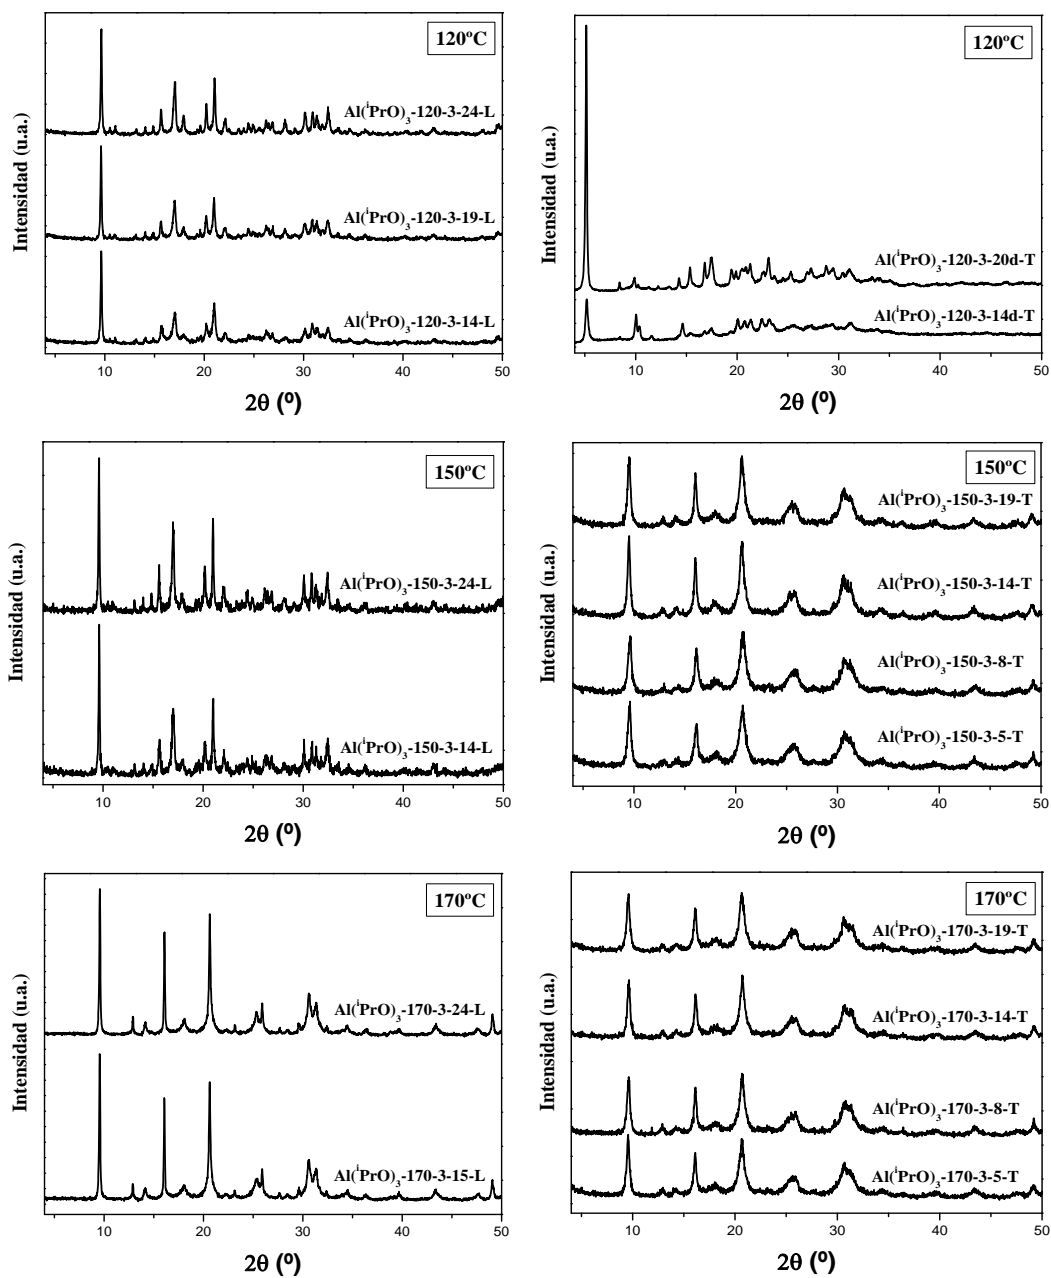 120ºC
Al(ⁱPrO)₃-120-3-24-L
Al(ⁱPrO)₃-120-3-19-L
Al(ⁱPrO)₃-120-3-14-L
Intensidad (u.a.)
10 20 30 40 50
2θ (º)
120ºC
Al(ⁱPrO)₃-120-3-20d-T
Al(ⁱPrO)₃-120-3-14d-T
Intensidad (u.a.)
10 20 30 40 50
2θ (º)
150ºC
Al(ⁱPrO)₃-150-3-24-L
Al(ⁱPrO)₃-150-3-14-L
Intensidad (u.a.)
10 20 30 40 50
2θ (º)
150ºC
Al(ⁱPrO)₃-150-3-19-T
Al(ⁱPrO)₃-150-3-14-T
Al(ⁱPrO)₃-150-3-8-T
Al(ⁱPrO)₃-150-3-5-T
Intensidad (u.a.)
10 20 30 40 50
2θ (º)
170ºC
Al(ⁱPrO)₃-170-3-24-L
Al(ⁱPrO)₃-170-3-15-L
Intensidad (u.a.)
10 20 30 40 50
2θ (º)
170ºC
Al(ⁱPrO)₃-170-3-19-T
Al(ⁱPrO)₃-170-3-14-T
Al(ⁱPrO)₃-170-3-8-T
Al(ⁱPrO)₃-170-3-5-T
Intensidad (u.a.)
10 20 30 40 50
2θ (º)